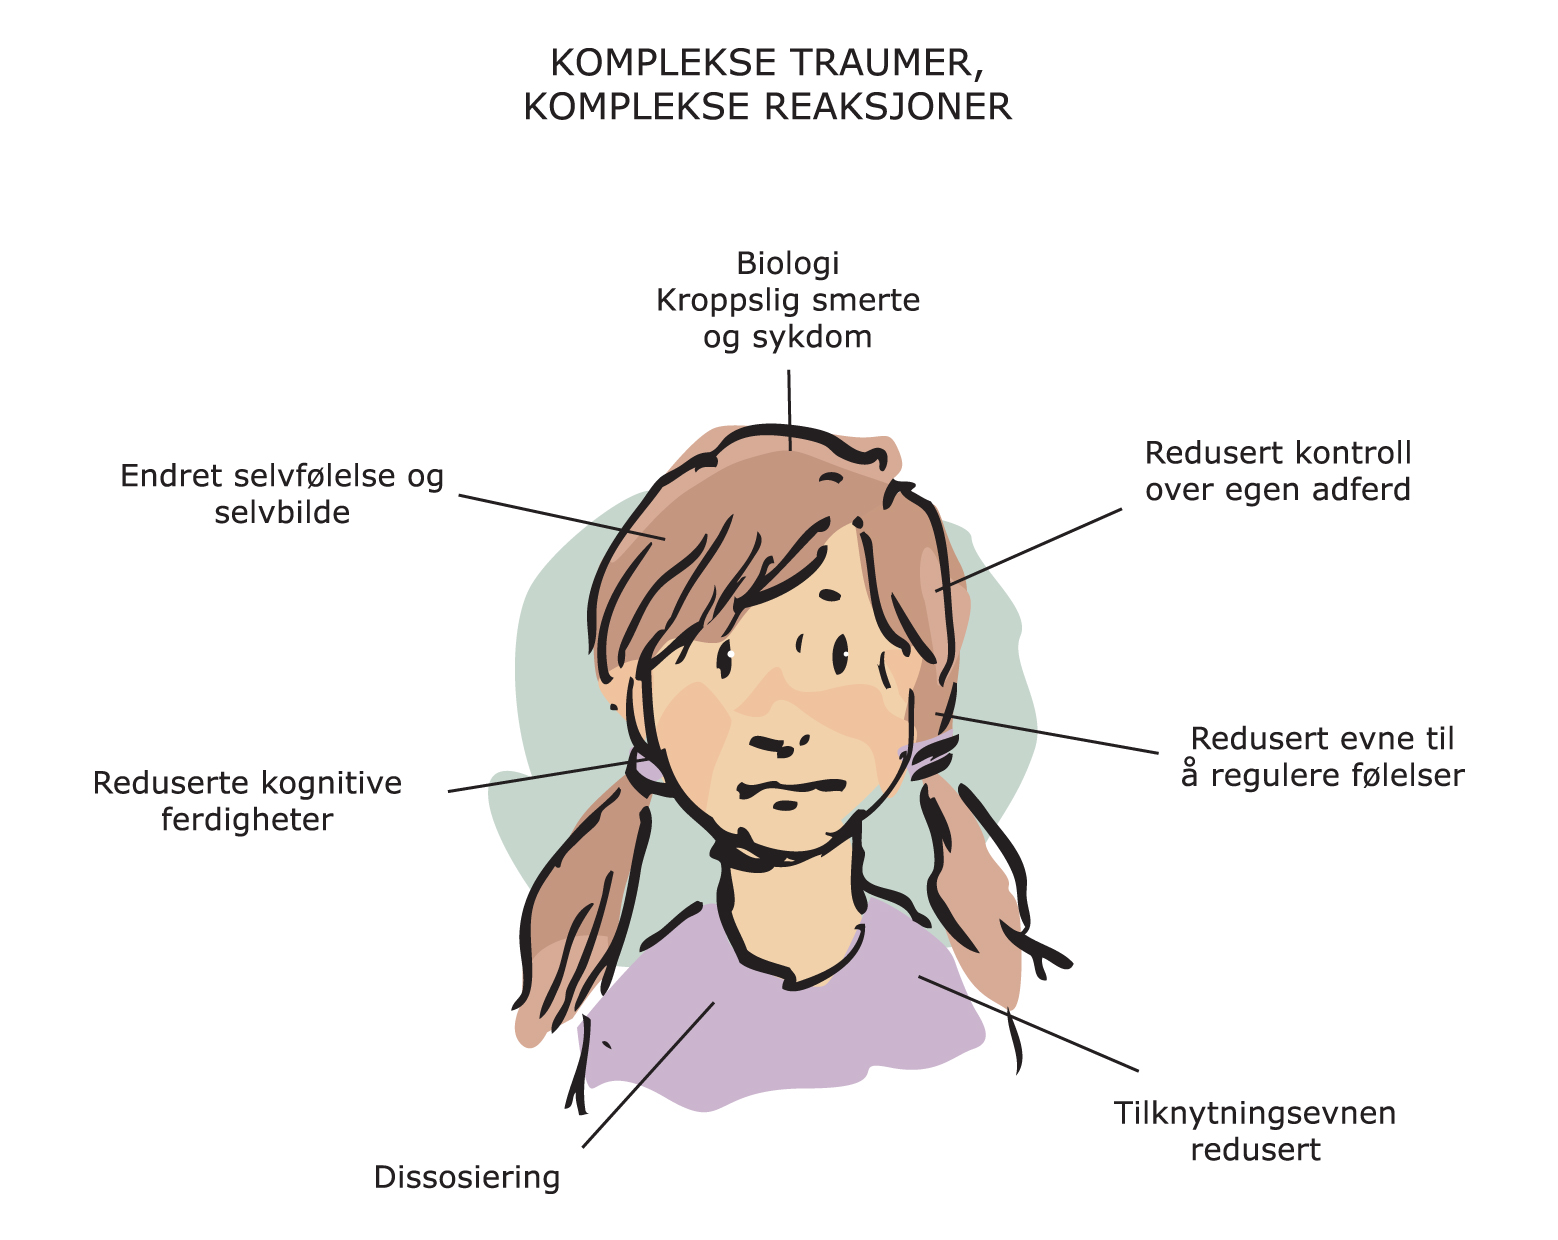 KOMPLEKSE TRAUMER,
KOMPLEKSE REAKSJONER
Biologi
Kroppslig smerte
og sykdom
Endret selvfølelse og
selvbilde
Redusert kontroll
over egen adferd
Reduserte kognitive
ferdigheter
Redusert evne til
å regulere følelser
Dissosiering
Tilknytningsevnen
redusert